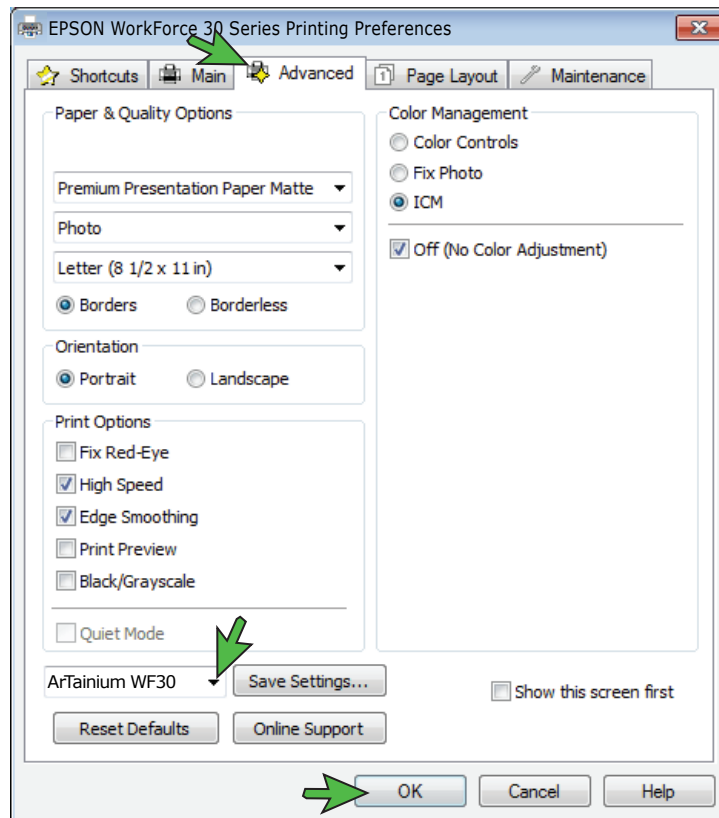 EPSON WorkForce 30 Series Printing Preferences
Shortcuts
Main
Advanced
1
Page Layout
Maintenance
Paper & Quality Options
Premium Presentation Paper Matte
Photo
Letter (8 1/2 x 11 in)
Borders
Borderless
Orientation
Portrait
Landscape
Print Options
Fix Red-Eye
High Speed
Edge Smoothing
Print Preview
Black/Grayscale
Quiet Mode
Color Management
Color Controls
Fix Photo
ICM
Off (No Color Adjustment)
ArTainium WF30
Save Settings...
Show this screen first
Reset Defaults
Online Support
OK
Cancel
Help